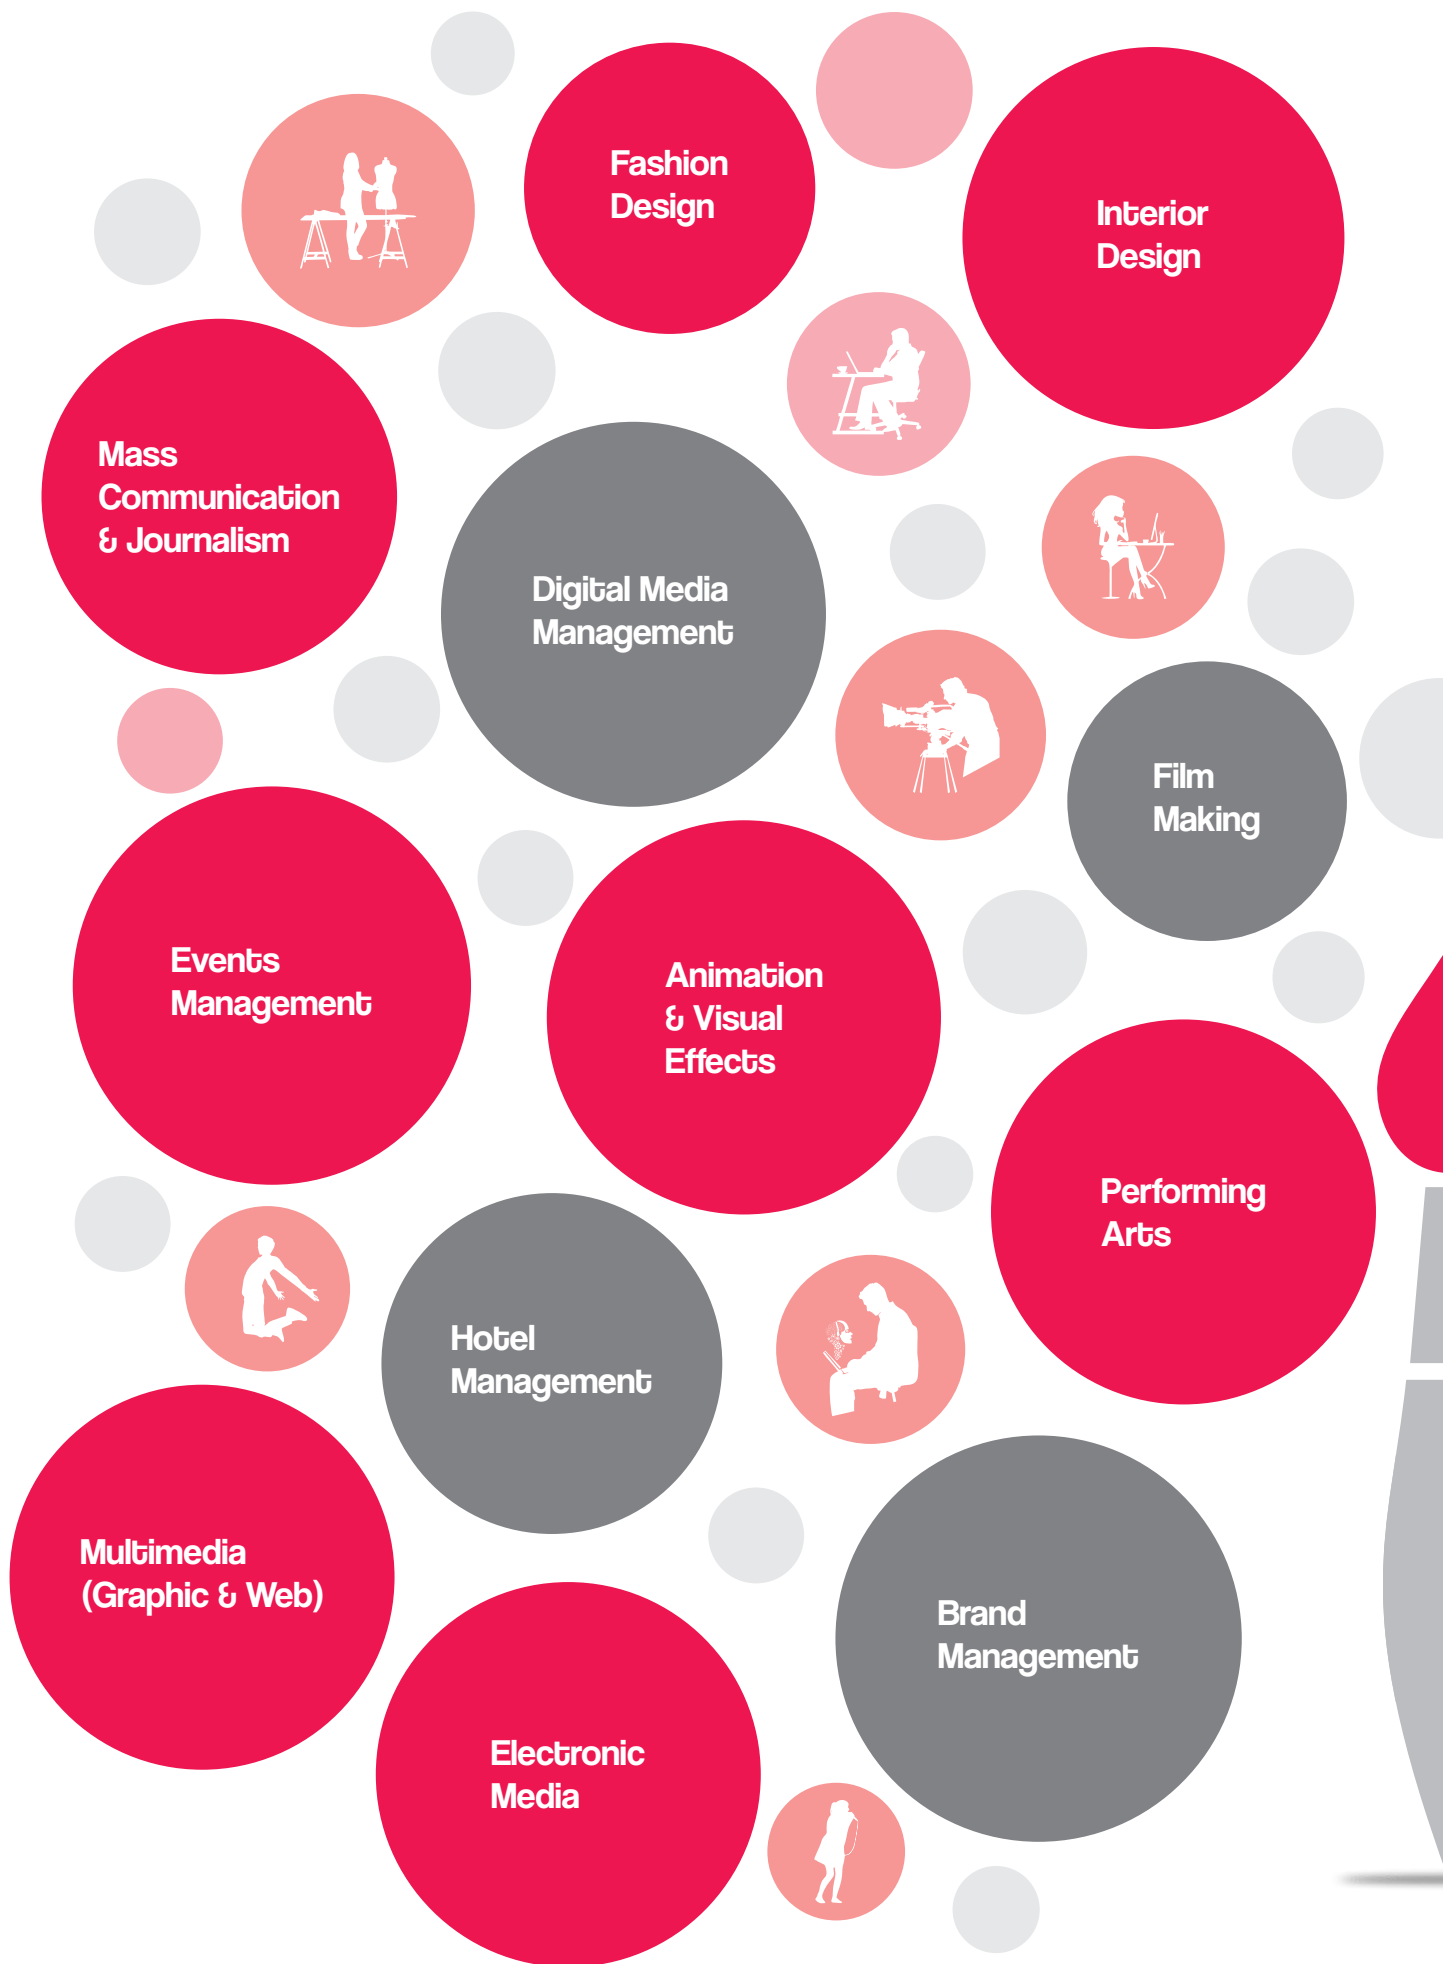 Fashion
Design
Interior
Design
Mass
Communication
& Journalism
Digital Media
Management
Film
Making
Events
Management
Animation
& Visual
Effects
Performing
Arts
Hotel
Management
Multimedia
(Graphic & Web)
Brand
Management
Electronic
Media